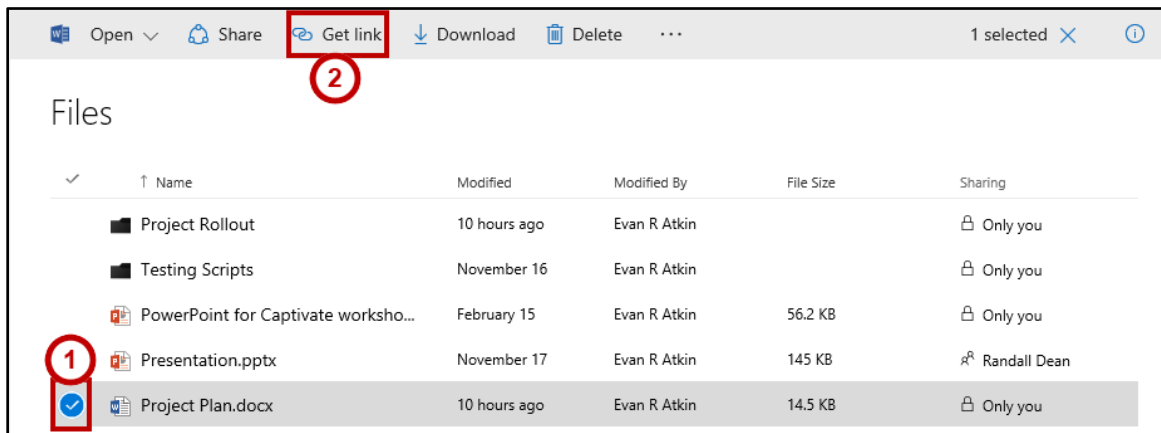 Open Share Get link Download Delete ... 1 selected
2
Files
Name Modified Modified By File Size Sharing
Project Rollout 10 hours ago Evan R Atkin Only you
Testing Scripts November 16 Evan R Atkin Only you
PowerPoint for Captivate worksho... February 15 Evan R Atkin 56.2 KB Only you
1 Presentation.pptx November 17 Evan R Atkin 145 KB Randall Dean
Project Plan.docx 10 hours ago Evan R Atkin 14.5 KB Only you